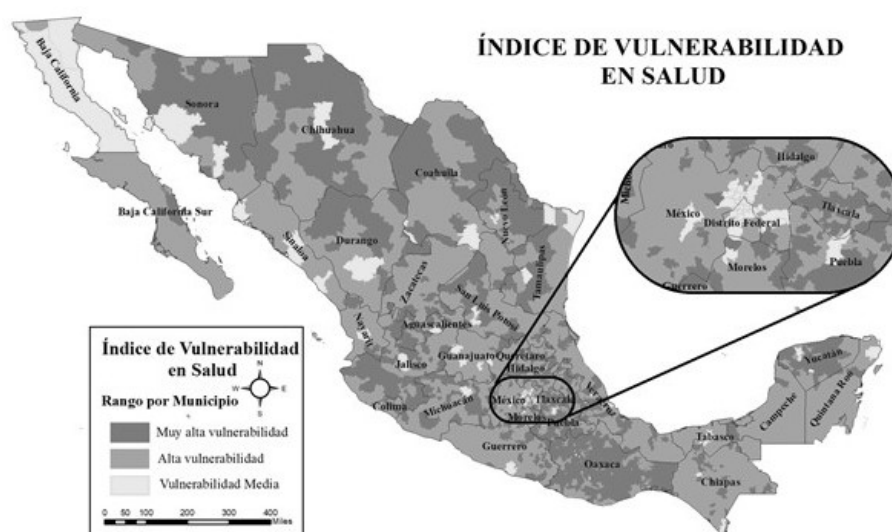 ÍNDICE DE VULNERABILIDAD
EN SALUD
Baja California
Sonora
Chihuahua
Coahuila
Nuevo León
Baja California Sur
Sinaloa
Durango
Zacatecas
Tamaulipas
San Luis Potosí
Nayarit
Aguascalientes
Jalisco
Guanajuato
Querétaro
Hidalgo
Colima
Michoacán
México
Tlaxcala
Morelos
Puebla
Veracruz
Guerrero
Oaxaca
Tabasco
Chiapas
Campeche
Yucatán
Quintana Roo
Hidalgo
México
Distrito Federal
Tlaxcala
Morelos
Puebla
Guerrero
Índice de Vulnerabilidad
en Salud
N
W E
S
Rango por Municipio
Muy alta vulnerabilidad
Alta vulnerabilidad
Vulnerabilidad Media
0 50 100 200 300 400
Miles